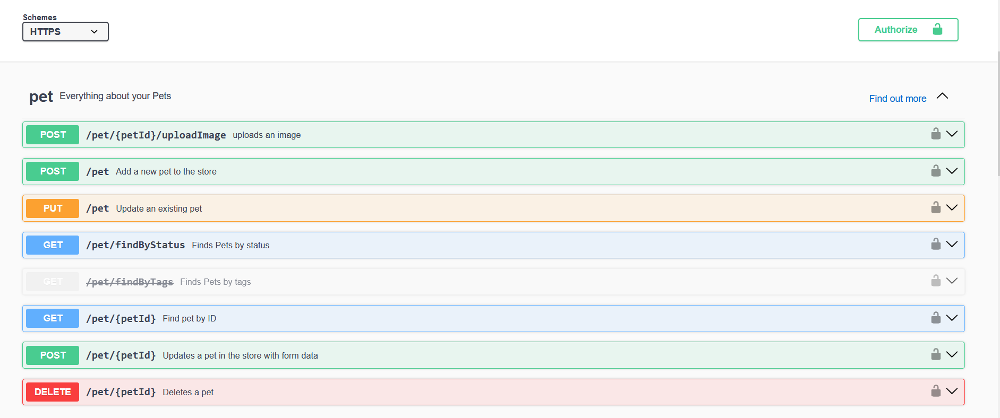 Schemes
HTTPS
Authorize
pet Everything about your Pets Find out more
POST /pet/{petId}/uploadImage uploads an image
POST /pet Add a new pet to the store
PUT /pet Update an existing pet
GET /pet/findByStatus Finds Pets by status
GET /pet/findByTags Finds Pets by tags
GET /pet/{petId} Find pet by ID
POST /pet/{petId} Updates a pet in the store with form data
DELETE /pet/{petId} Deletes a pet